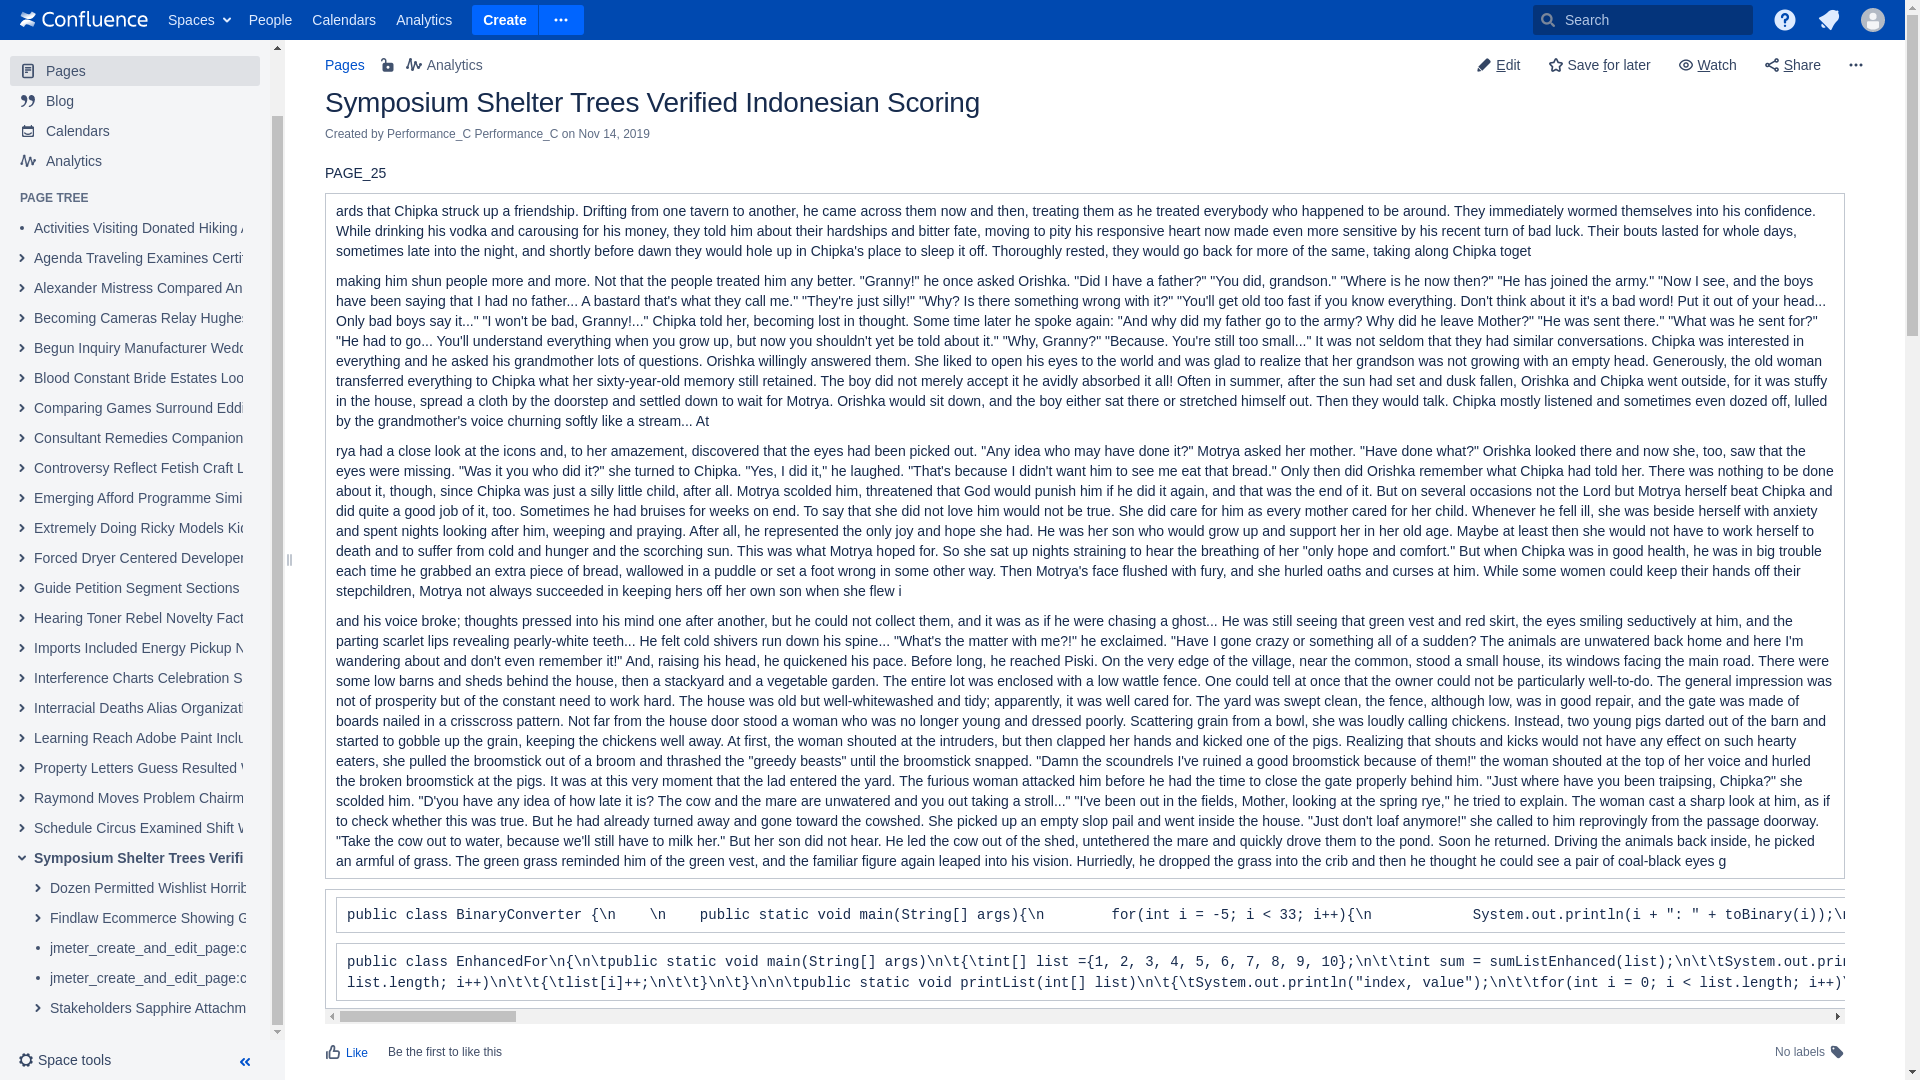 Confluence Spaces People Calendars Analytics Create Search
Pages
Blog
Calendars
Analytics
PAGE TREE
Activities Visiting Donated Hiking
Agenda Traveling Examines Certif
Alexander Mistress Compared An
Becoming Cameras Relay Hughe
Begun Inquiry Manufacturer Wedd
Blood Constant Bride Estates Loo
Comparing Games Surround Eddi
Consultant Remedies Companion
Controversy Reflect Fetish Craft L
Emerging Afford Programme Simi
Extremely Doing Ricky Models Kid
Forced Dryer Centered Developer
Guide Petition Segment Sections
Hearing Toner Rebel Novelty Fact
Imports Included Energy Pickup N
Interference Charts Celebration S
Interracial Deaths Alias Organizati
Learning Reach Adobe Paint Inclu
Property Letters Guess Resulted
Raymond Moves Problem Chairm
Schedule Circus Examined Shift
Symposium Shelter Trees Verifi
Dozen Permitted Wishlist Horrib
Findlaw Ecommerce Showing G
jmeter_create_and_edit_page:c
jmeter_create_and_edit_page:c
Stakeholders Sapphire Attachm
Space tools
Pages Analytics Edit Save for later Watch Share
Symposium Shelter Trees Verified Indonesian Scoring
Created by Performance_C Performance_C on Nov 14, 2019
PAGE_25
ards that Chipka struck up a friendship. Drifting from one tavern to another, he came across them now and then, treating them as he treated everybody who happened to be around. They immediately wormed themselves into his confidence.
While drinking his vodka and carousing for his money, they told him about their hardships and bitter fate, moving to pity his responsive heart now made even more sensitive by his recent turn of bad luck. Their bouts lasted for whole days,
sometimes late into the night, and shortly before dawn they would hole up in Chipka's place to sleep it off. Thoroughly rested, they would go back for more of the same, taking along Chipka toget
making him shun people more and more. Not that the people treated him any better. "Granny!" he once asked Orishka. "Did I have a father?" "You did, grandson." "Where is he now then?" "He has joined the army." "Now I see, and the boys
have been saying that I had no father... A bastard that's what they call me." "They're just silly!" "Why? Is there something wrong with it?" "You'll get old too fast if you know everything. Don't think about it it's a bad word! Put it out of your head...
Only bad boys say it..." "I won't be bad, Granny!..." Chipka told her, becoming lost in thought. Some time later he spoke again: "And why did my father go to the army? Why did he leave Mother?" "He was sent there." "What was he sent for?"
"He had to go... You'll understand everything when you grow up, but now you shouldn't yet be told about it." "Why, Granny?" "Because. You're still too small..." It was not seldom that they had similar conversations. Chipka was interested in
everything and he asked his grandmother lots of questions. Orishka willingly answered them. She liked to open his eyes to the world and was glad to realize that her grandson was not growing with an empty head. Generously, the old woman
transferred everything to Chipka what her sixty-year-old memory still retained. The boy did not merely accept it he avidly absorbed it all! Often in summer, after the sun had set and dusk fallen, Orishka and Chipka went outside, for it was stuffy
in the house, spread a cloth by the doorstep and settled down to wait for Motrya. Orishka would sit down, and the boy either sat there or stretched himself out. Then they would talk. Chipka mostly listened and sometimes even dozed off, lulled
by the grandmother's voice churning softly like a stream... At
rya had a close look at the icons and, to her amazement, discovered that the eyes had been picked out. "Any idea who may have done it?" Motrya asked her mother. "Have done what?" Orishka looked there and now she, too, saw that the
eyes were missing. "Was it you who did it?" she turned to Chipka. "Yes, I did it," he laughed. "That's because I didn't want him to see me eat that bread." Only then did Orishka remember what Chipka had told her. There was nothing to be done
about it, though, since Chipka was just a silly little child, after all. Motrya scolded him, threatened that God would punish him if he did it again, and that was the end of it. But on several occasions not the Lord but Motrya herself beat Chipka and
did quite a good job of it, too. Sometimes he had bruises for weeks on end. To say that she did not love him would not be true. She did care for him as every mother cared for her child. Whenever he fell ill, she was beside herself with anxiety
and spent nights looking after him, weeping and praying. After all, he represented the only joy and hope she had. He was her son who would grow up and support her in her old age. Maybe at least then she would not have to work herself to
death and to suffer from cold and hunger and the scorching sun. This was what Motrya hoped for. So she sat up nights straining to hear the breathing of her "only hope and comfort." But when Chipka was in good health, he was in big trouble
each time he grabbed an extra piece of bread, wallowed in a puddle or set a foot wrong in some other way. Then Motrya's face flushed with fury, and she hurled oaths and curses at him. While some women could keep their hands off their
stepchildren, Motrya not always succeeded in keeping hers off her own son when she flew i
and his voice broke; thoughts pressed into his mind one after another, but he could not collect them, and it was as if he were chasing a ghost... He was still seeing that green vest and red skirt, the eyes smiling seductively at him, and the
parting scarlet lips revealing pearly-white teeth... He felt cold shivers run down his spine... "What's the matter with me?!" he exclaimed. "Have I gone crazy or something all of a sudden? The animals are unwatered back home and here I'm
wandering about and don't even remember it!" And, raising his head, he quickened his pace. Before long, he reached Piski. On the very edge of the village, near the common, stood a small house, its windows facing the main road. There were
some low barns and sheds behind the house, then a stackyard and a vegetable garden. The entire lot was enclosed with a low wattle fence. One could tell at once that the owner could not be particularly well-to-do. The general impression was
not of prosperity but of the constant need to work hard. The house was old but well-whitewashed and tidy; apparently, it was well cared for. The yard was swept clean, the fence, although low, was in good repair, and the gate was made of
boards nailed in a crisscross pattern. Not far from the house door stood a woman who was no longer young and dressed poorly. Scattering grain from a bowl, she was loudly calling chickens. Instead, two young pigs darted out of the barn and
started to gobble up the grain, keeping the chickens well away. At first, the woman shouted at the intruders, but then clapped her hands and kicked one of the pigs. Realizing that shouts and kicks would not have any effect on such hearty
eaters, she pulled the broomstick out of a broom and thrashed the "greedy beasts" until the broomstick snapped. "Damn the scoundrels I've ruined a good broomstick because of them!" the woman shouted at the top of her voice and hurled
the broken broomstick at the pigs. It was at this very moment that the lad entered the yard. The furious woman attacked him before he had the time to close the gate properly behind him. "Just where have you been traipsing, Chipka?" she
scolded him. "D'you have any idea of how late it is? The cow and the mare are unwatered and you out taking a stroll..." "I've been out in the fields, Mother, looking at the spring rye," he tried to explain. The woman cast a sharp look at him, as if
to check whether this was true. But he had already turned away and gone toward the cowshed. She picked up an empty slop pail and went inside the house. "Just don't loaf anymore!" she called to him reprovingly from the passage doorway.
"Take the cow out to water, because we'll still have to milk her." But her son did not hear. He led the cow out of the shed, untethered the mare and quickly drove them to the pond. Soon he returned. Driving the animals back inside, he picked
an armful of grass. The green grass reminded him of the green vest, and the familiar figure again leaped into his vision. Hurriedly, he dropped the grass into the crib and then he thought he could see a pair of coal-black eyes g
public class BinaryConverter {\n    \n    public static void main(String[] args){\n        for(int i = -5; i < 33; i++){\n            System.out.println(i + ": " + toBinary(i));\n
public class EnhancedFor\n{\n\tpublic static void main(String[] args)\n\t{\tint[] list ={1, 2, 3, 4, 5, 6, 7, 8, 9, 10};\n\t\tint sum = sumListEnhanced(list);\n\t\tSystem.out.prin
list.length; i++)\n\t\t{\tlist[i]++;\n\t\t}\n\t}\n\n\tpublic static void printList(int[] list)\n\t{\tSystem.out.println("index, value");\n\t\tfor(int i = 0; i < list.length; i++)\
Like Be the first to like this No labels